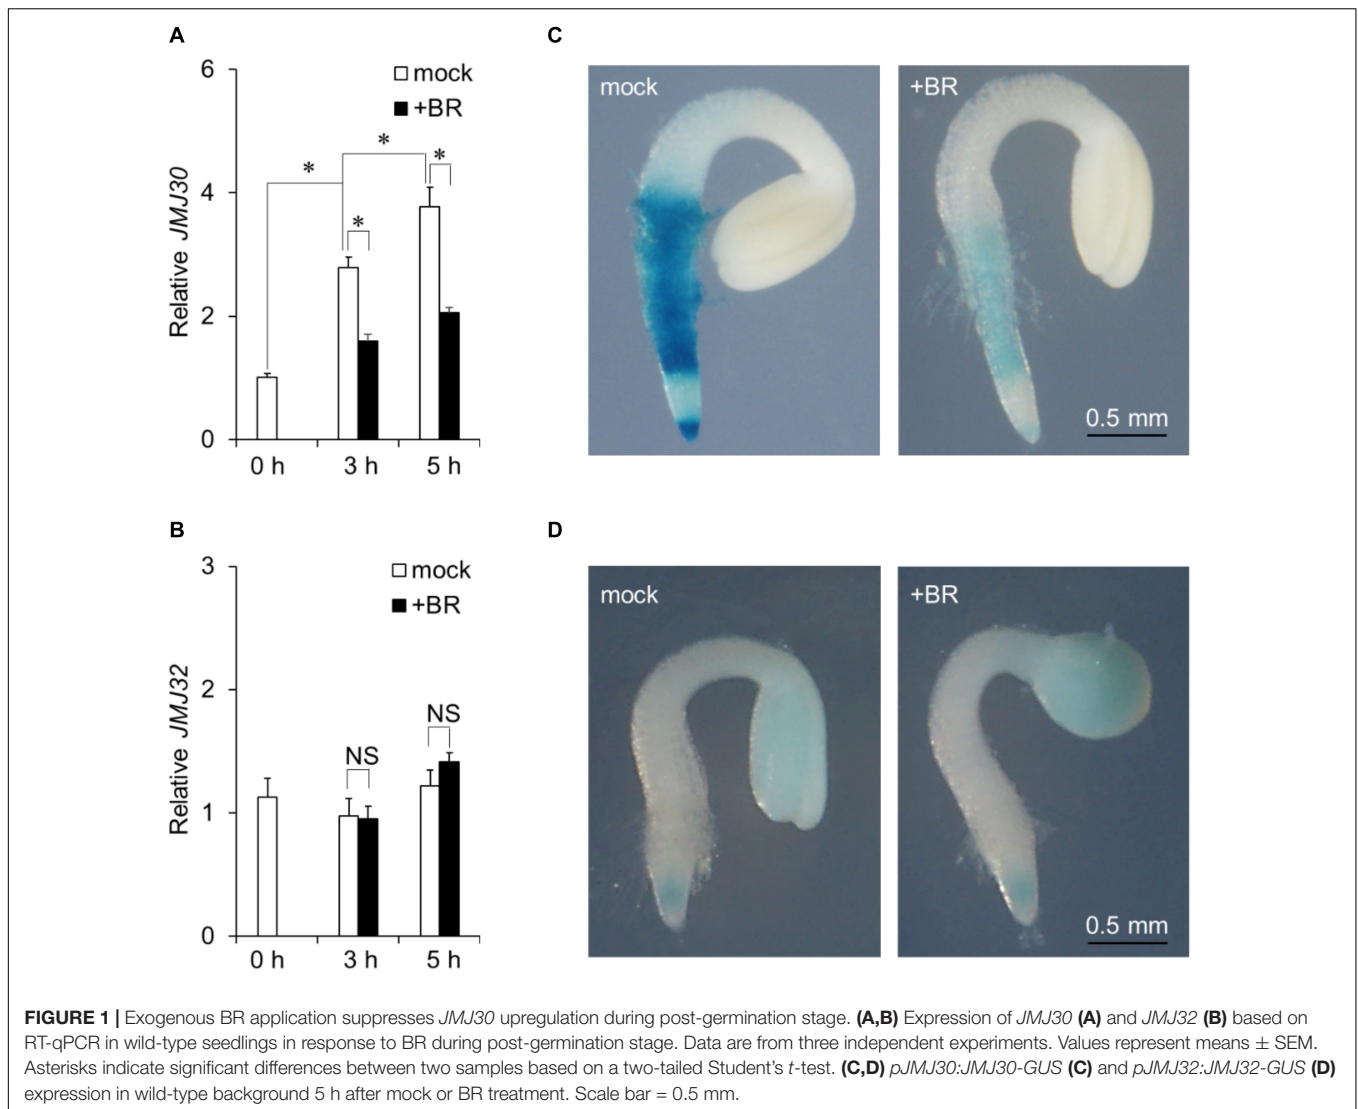 A
Relative JMJ30
6
4
2
0
mock
+BR
*
*
*
*
0 h
3 h
5 h
B
Relative JMJ32
3
2
1
0
mock
+BR
NS
NS
0 h
3 h
5 h
C
mock
+BR
0.5 mm
D
mock
+BR
0.5 mm
FIGURE 1 | Exogenous BR application suppresses JMJ30 upregulation during post-germination stage. (A,B) Expression of JMJ30 (A) and JMJ32 (B) based on
RT-qPCR in wild-type seedlings in response to BR during post-germination stage. Data are from three independent experiments. Values represent means ± SEM.
Asterisks indicate significant differences between two samples based on a two-tailed Student's t-test. (C,D) pJMJ30:JMJ30-GUS (C) and pJMJ32:JMJ32-GUS (D)
expression in wild-type background 5 h after mock or BR treatment. Scale bar = 0.5 mm.